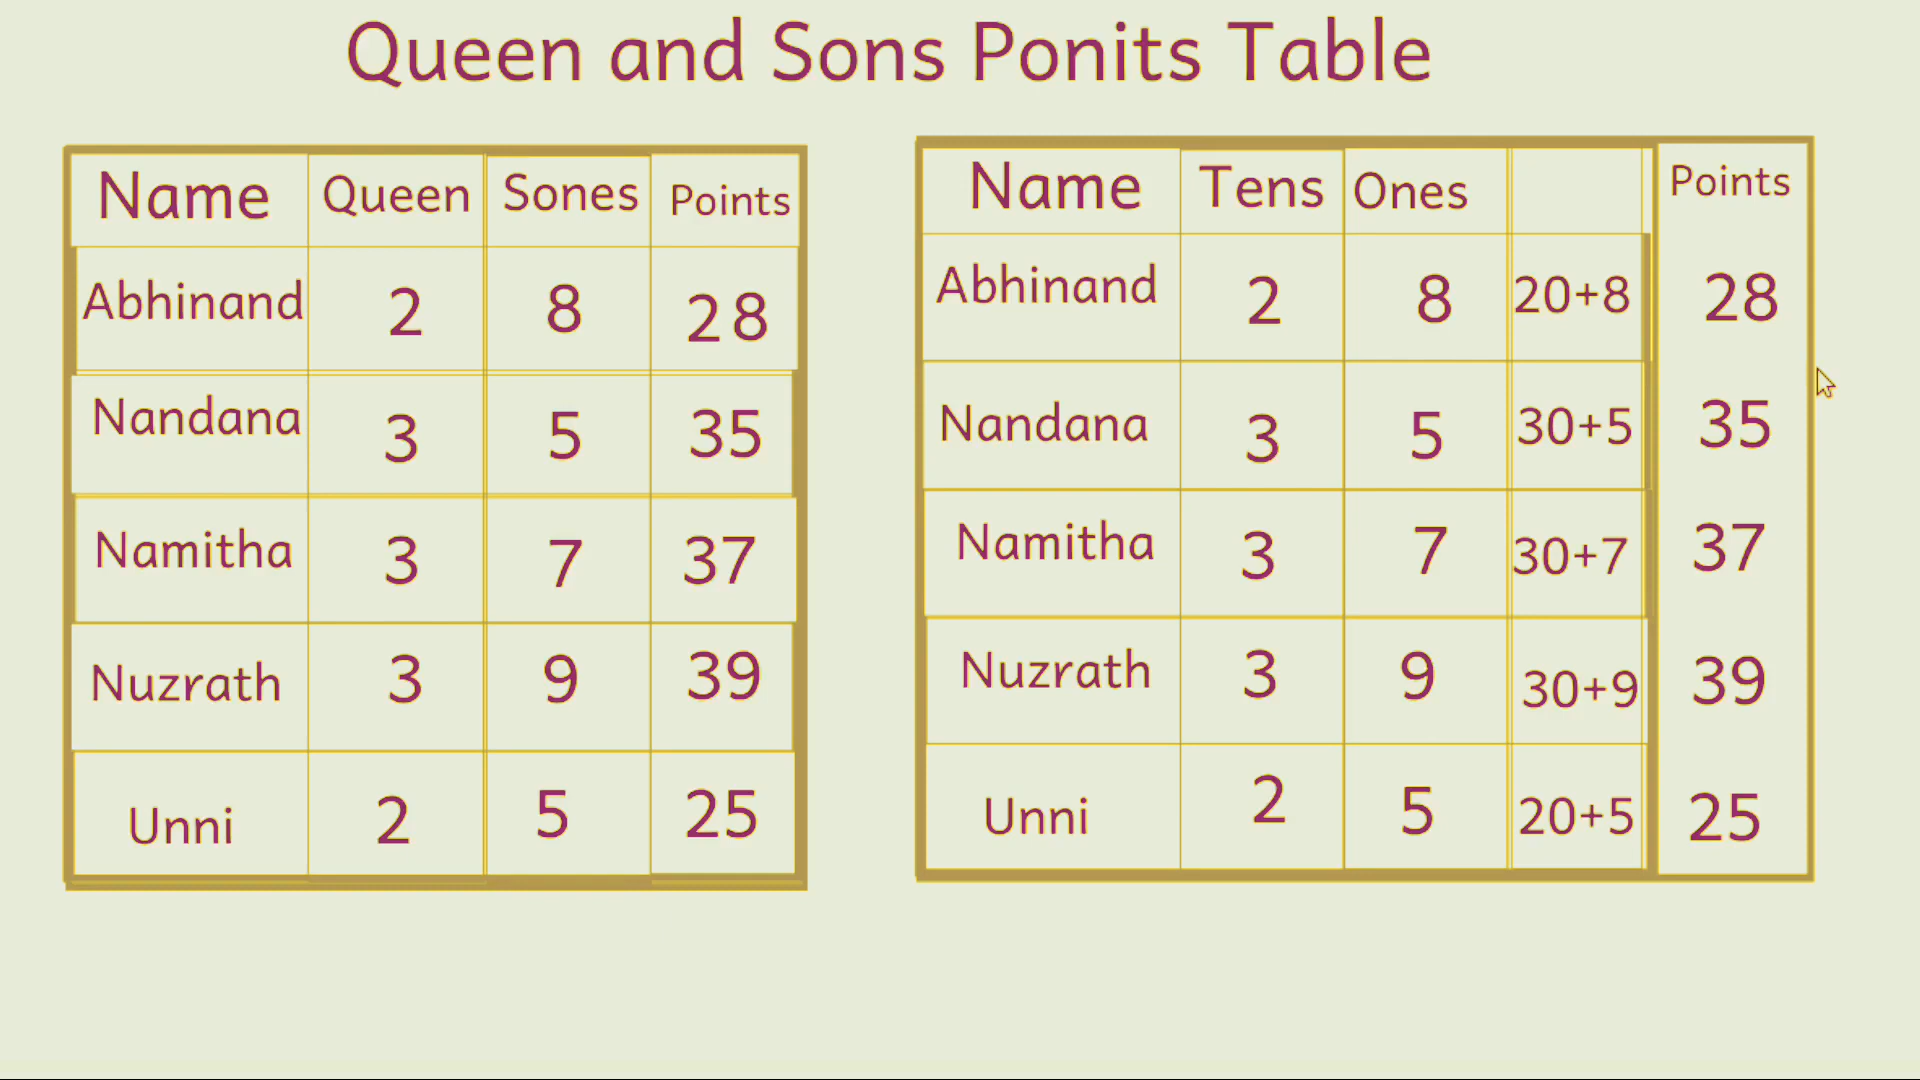 Queen and Sons Ponits Table
Name Queen Sones Points
Abhinand 2 8 28
Nandana 3 5 35
Namitha 3 7 37
Nuzrath 3 9 39
Unni 2 5 25
Name Tens Ones Points
Abhinand 2 8 20+8 28
Nandana 3 5 30+5 35
Namitha 3 7 30+7 37
Nuzrath 3 9 30+9 39
Unni 2 5 20+5 25